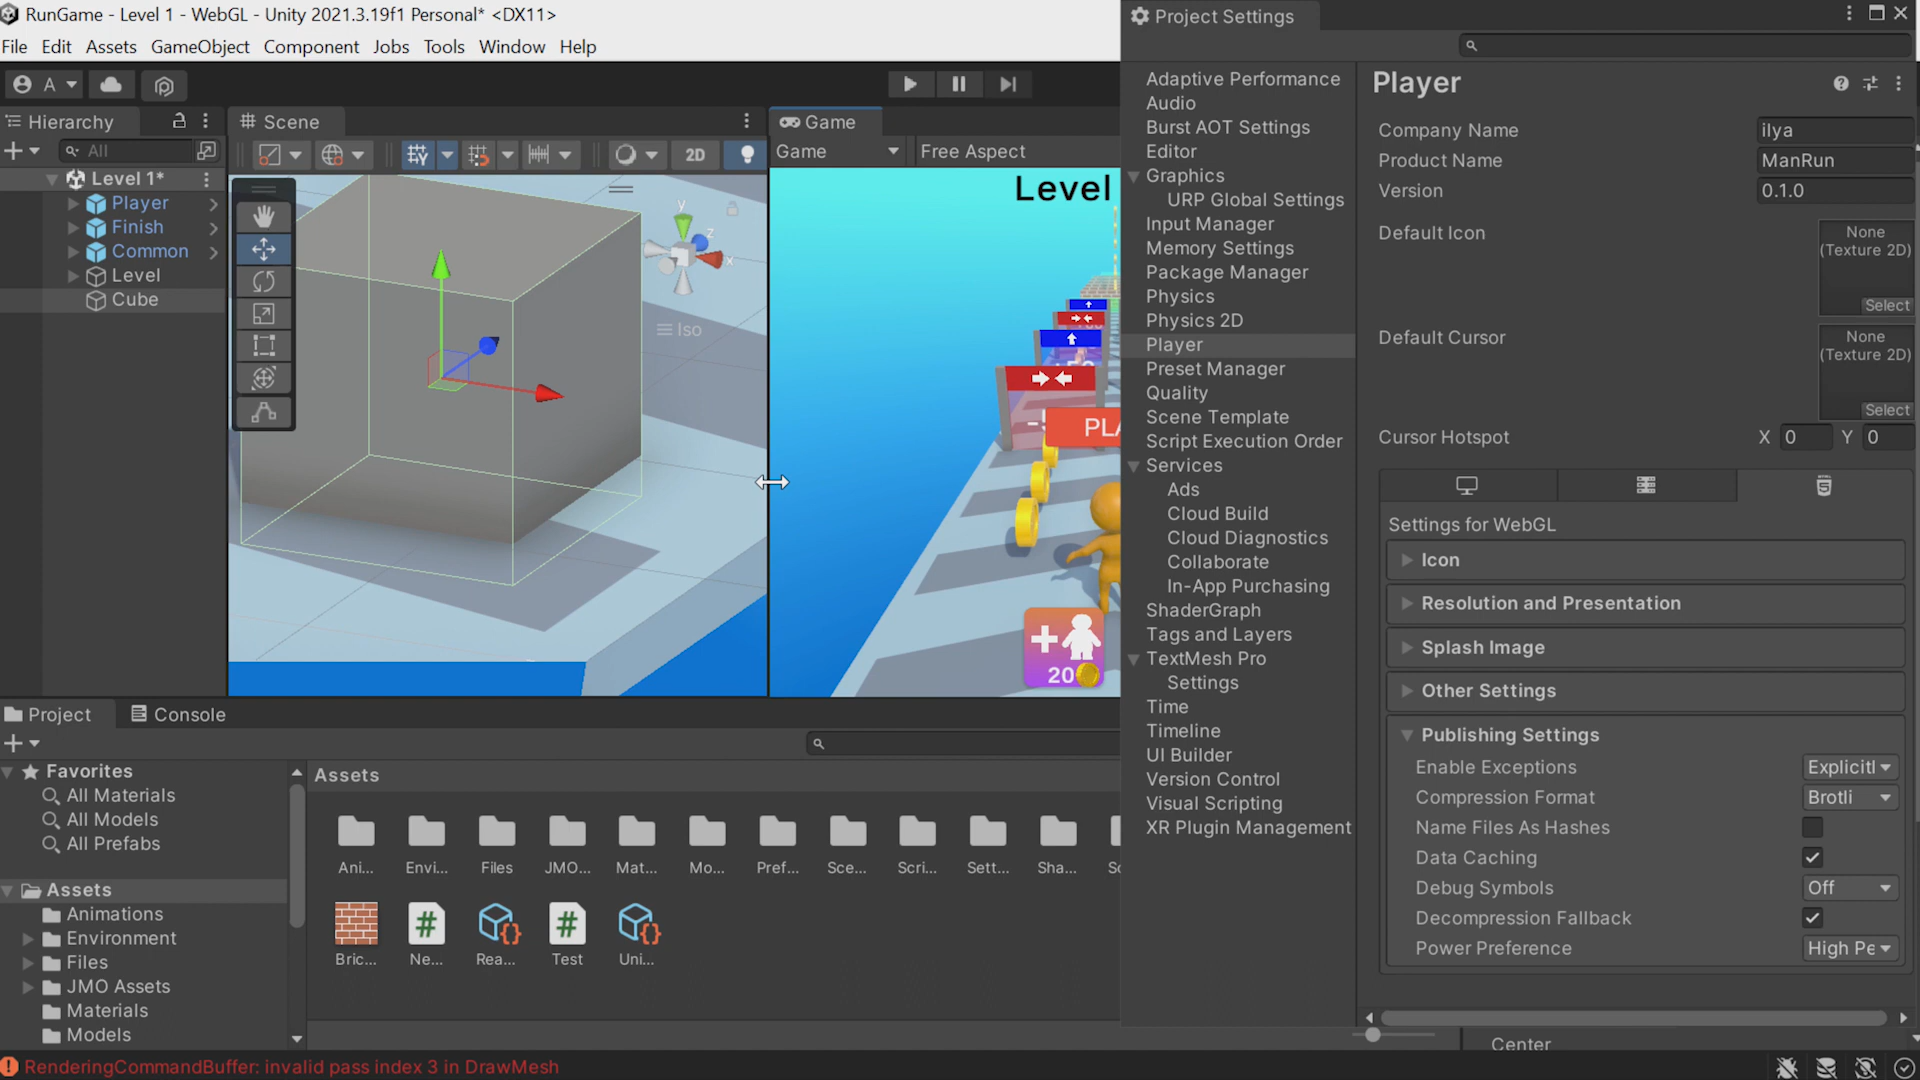 RunGame - Level 1 - WebGL - Unity 2021.3.19f1 Personal* <DX11>
File Edit Assets GameObject Component Jobs Tools Window Help
A
Hierarchy
All
Level 1*
Player
Finish
Common
Level
Cube
Scene
2D
y
z
x
Iso
Game
Game
Free Aspect
Level
PLA
20
Project
Console
Favorites
All Materials
All Models
All Prefabs
Assets
Animations
Environment
Files
JMO Assets
Materials
Models
Assets
Ani...
Envi...
Files
JMO...
Mat...
Mo...
Pref...
Sce...
Scri...
Sett...
Sha...
Bric...
Ne...
Rea...
Test
Uni...
RenderingCommandBuffer: invalid pass index 3 in DrawMesh
Project Settings
Adaptive Performance
Audio
Burst AOT Settings
Editor
Graphics
URP Global Settings
Input Manager
Memory Settings
Package Manager
Physics
Physics 2D
Player
Preset Manager
Quality
Scene Template
Script Execution Order
Services
Ads
Cloud Build
Cloud Diagnostics
Collaborate
In-App Purchasing
ShaderGraph
Tags and Layers
TextMesh Pro
Settings
Time
Timeline
UI Builder
Version Control
Visual Scripting
XR Plugin Management
Player
Company Name ilya
Product Name ManRun
Version 0.1.0
Default Icon
None
(Texture 2D)
Select
Default Cursor
None
(Texture 2D)
Select
Cursor Hotspot X 0 Y 0
Settings for WebGL
Icon
Resolution and Presentation
Splash Image
Other Settings
Publishing Settings
Enable Exceptions Explicitl
Compression Format Brotli
Name Files As Hashes
Data Caching
Debug Symbols Off
Decompression Fallback
Power Preference High Pe
Center